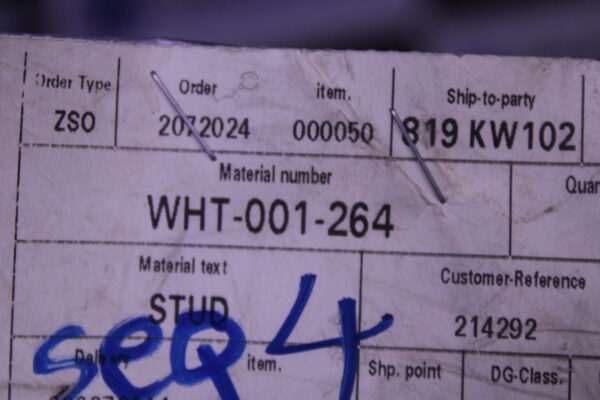 Order Type Order item. Ship-to-party
ZSO 2072024 000050 819 KW102
Material number
WHT-001-264
Material text Customer-Reference
STUD 214292
SEQ 4
Delivery item. Shp. point DG-Class.